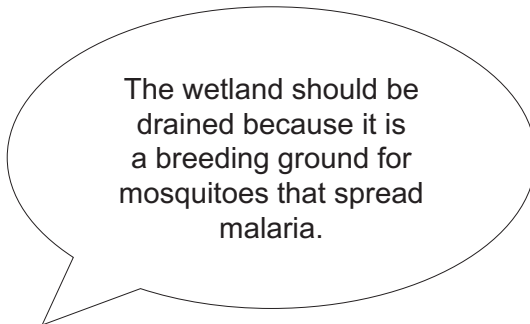 The wetland should be
drained because it is
a breeding ground for
mosquitoes that spread
malaria.